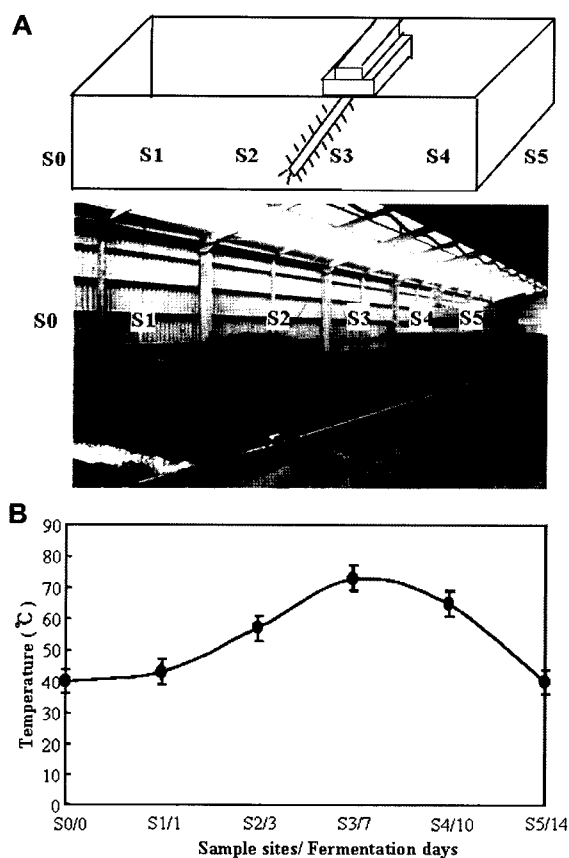 A
S0 S1 S2 S3 S4 S5
S0 S1 S2 S3 S4 S5
B
90
80
70
60
50
40
30
20
10
0
Temperature (℃)
S0/0 S1/1 S2/3 S3/7 S4/10 S5/14
Sample sites/ Fermentation days